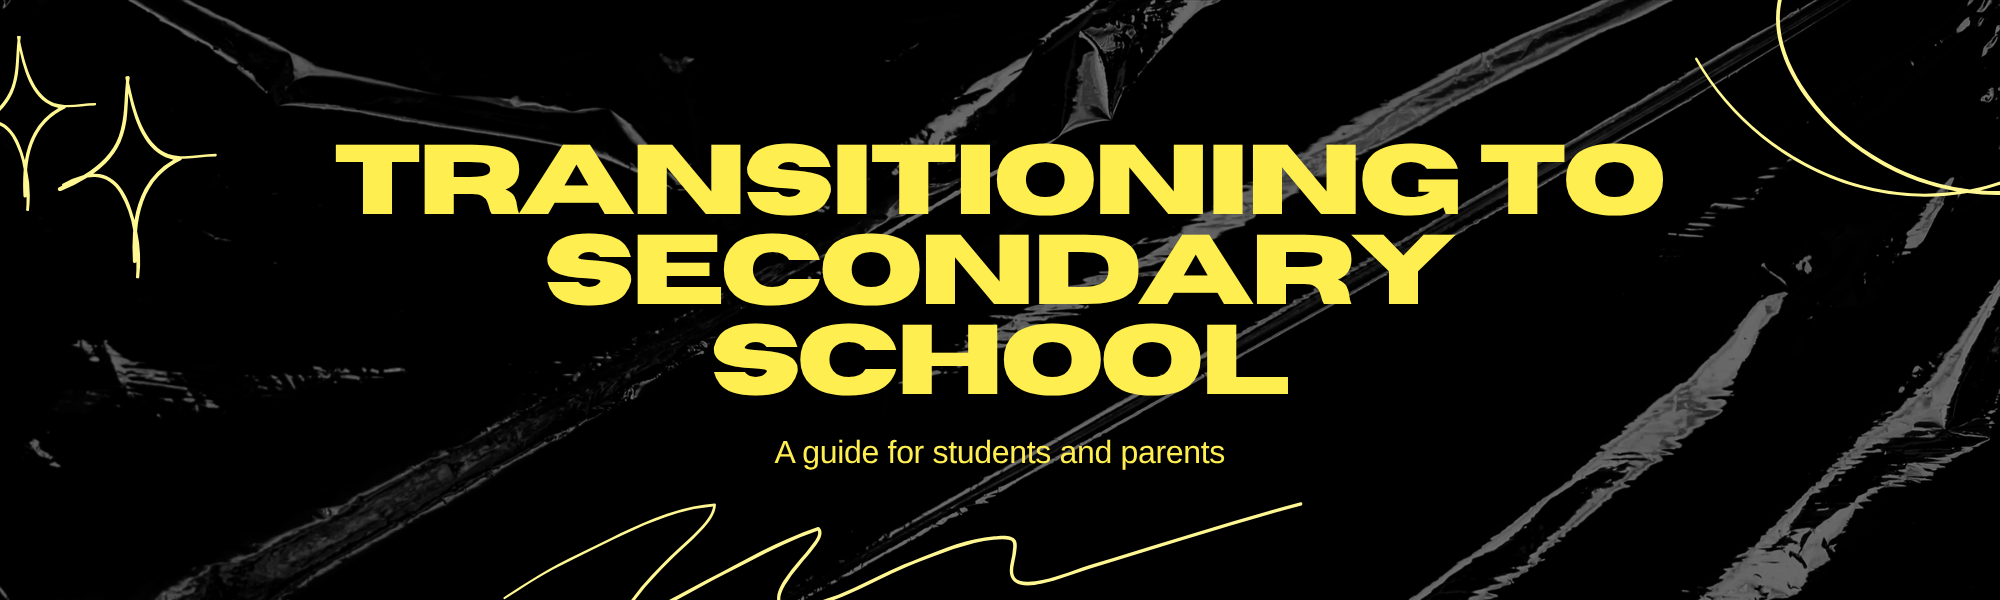 TRANSITIONING TO
SECONDARY
SCHOOL
A guide for students and parents